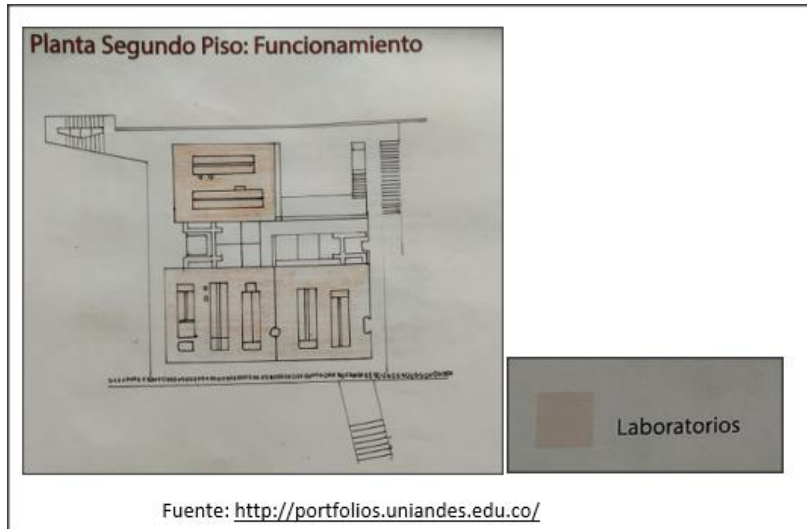 Planta Segundo Piso: Funcionamiento
Laboratorios
Fuente: http://portfolios.uniandes.edu.co/